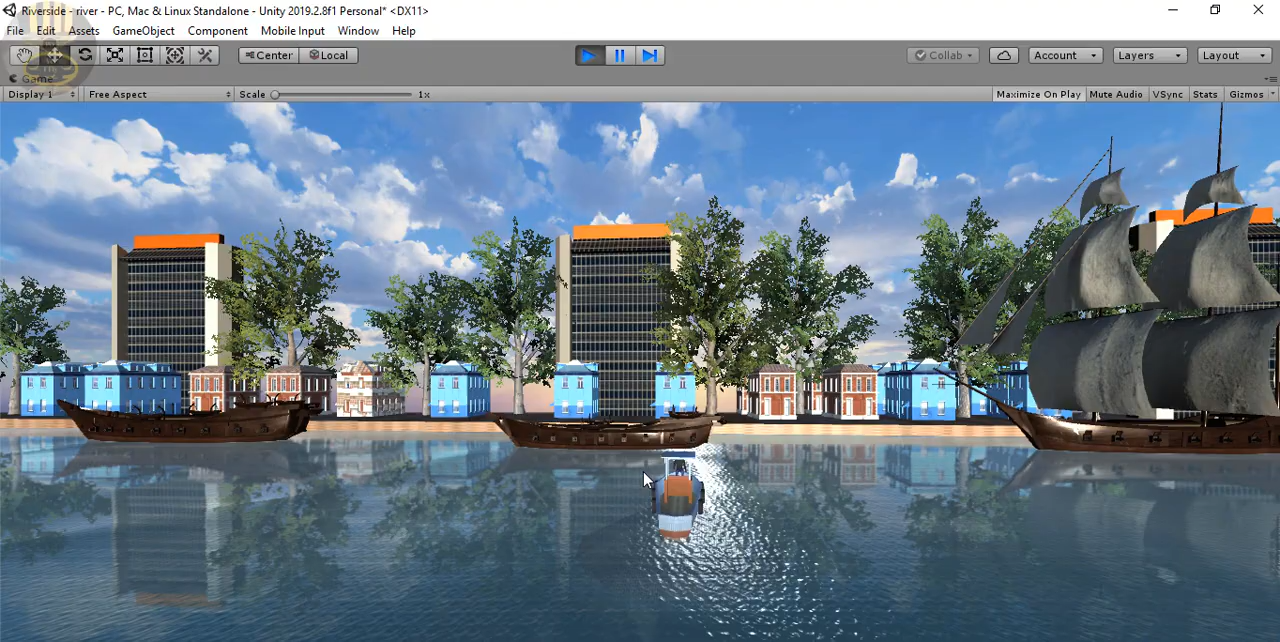 Riverside - river - PC, Mac & Linux Standalone - Unity 2019.2.8f1 Personal* <DX11>
File Edit Assets GameObject Component Mobile Input Window Help
Center Local Collab Account Layers Layout
Game
Display 1 Free Aspect Scale 1x Maximize On Play Mute Audio VSync Stats Gizmos